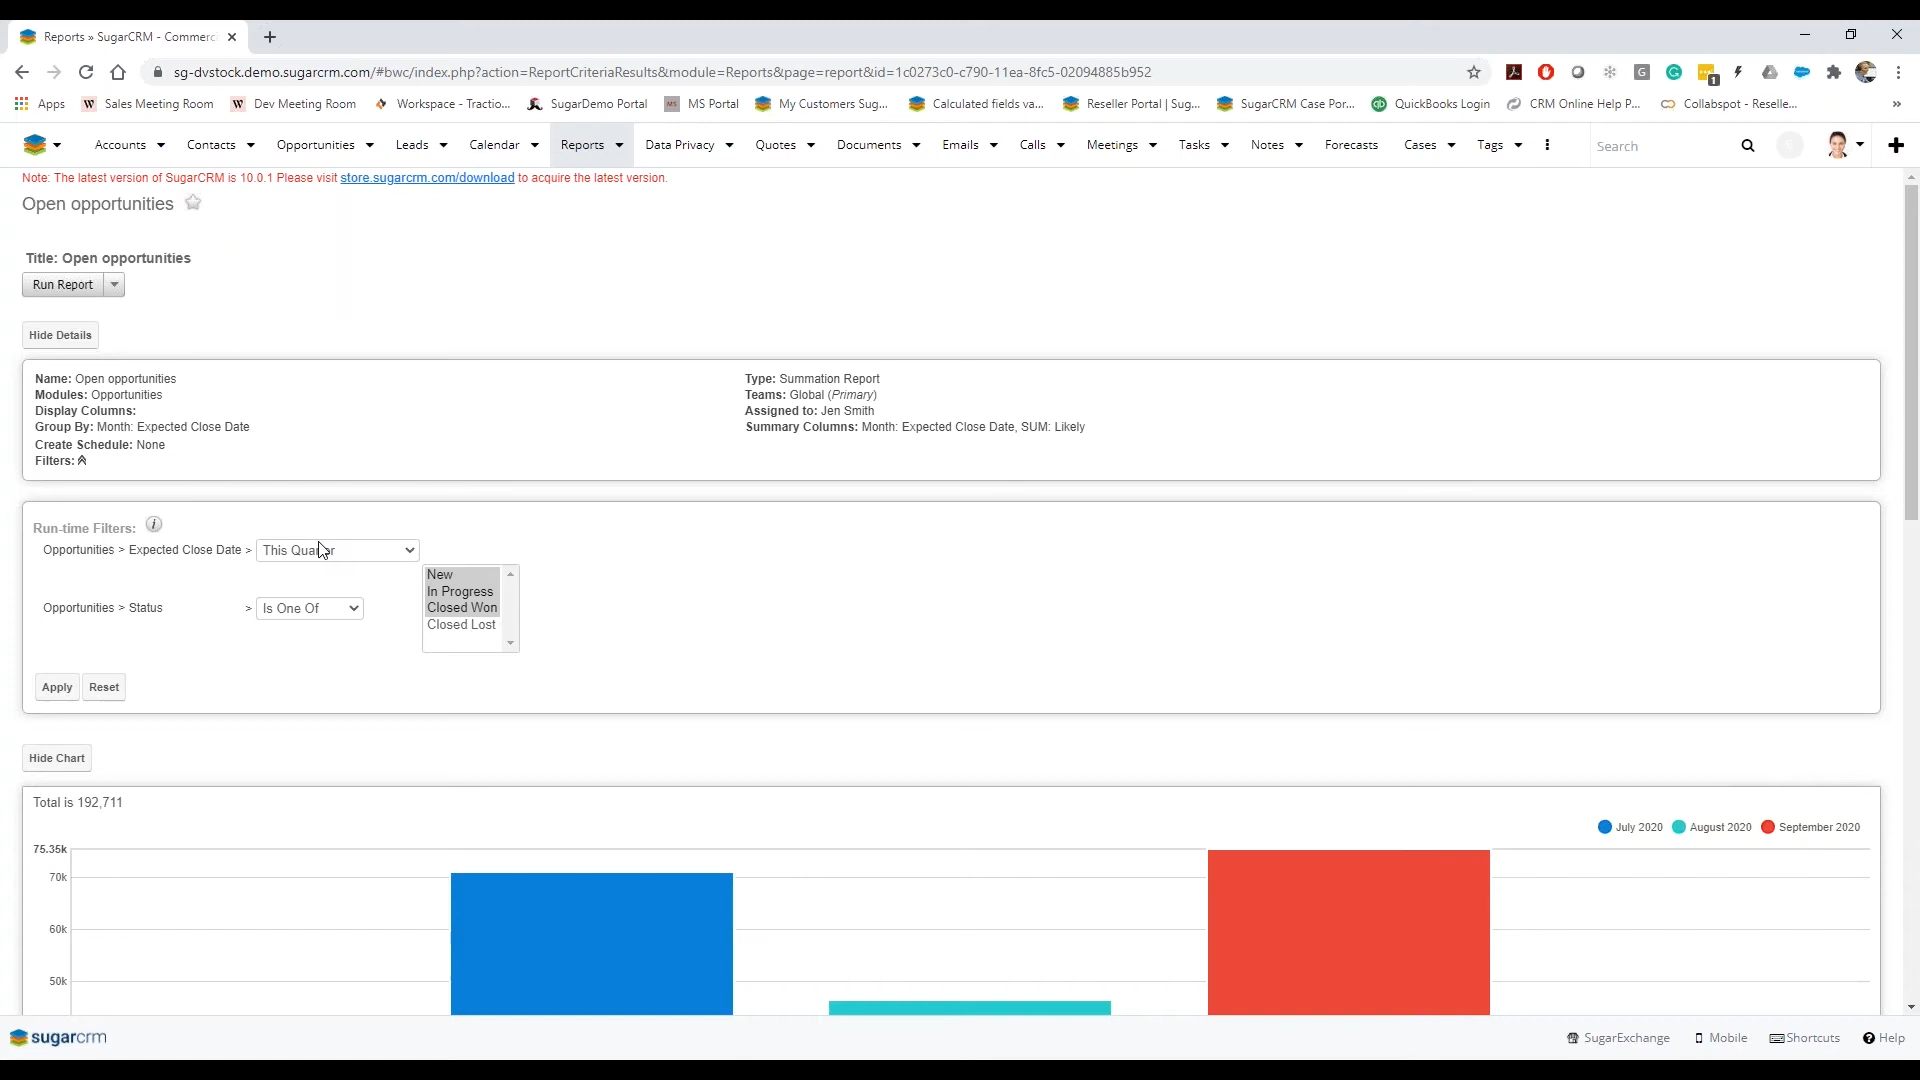 Reports » SugarCRM - Commerci
sg-dvstock.demo.sugarcrm.com/#bwc/index.php?action=ReportCriteriaResults&module=Reports&page=report&id=1c0273c0-c790-11ea-8fc5-02094885b952
Apps Sales Meeting Room Dev Meeting Room Workspace - Tractio... SugarDemo Portal MS Portal My Customers Sug... Calculated fields va... Reseller Portal | Sug... SugarCRM Case Por... QuickBooks Login CRM Online Help P... Collabspot - Reselle... »
Accounts Contacts Opportunities Leads Calendar Reports Data Privacy Quotes Documents Emails Calls Meetings Tasks Notes Forecasts Cases Tags Search
Note: The latest version of SugarCRM is 10.0.1 Please visit store.sugarcrm.com/download to acquire the latest version.
Open opportunities
Title: Open opportunities
Run Report
Hide Details
Name: Open opportunities Type: Summation Report
Modules: Opportunities Teams: Global (Primary)
Display Columns: Assigned to: Jen Smith
Group By: Month: Expected Close Date Summary Columns: Month: Expected Close Date, SUM: Likely
Create Schedule: None
Filters:
Run-time Filters: i
Opportunities > Expected Close Date > This Quarter
New
In Progress
Closed Won
Opportunities > Status > Is One Of
Closed Lost
Apply Reset
Hide Chart
Total is 192,711
July 2020 August 2020 September 2020
75.35k
70k
60k
50k
sugarcrm SugarExchange Mobile Shortcuts Help